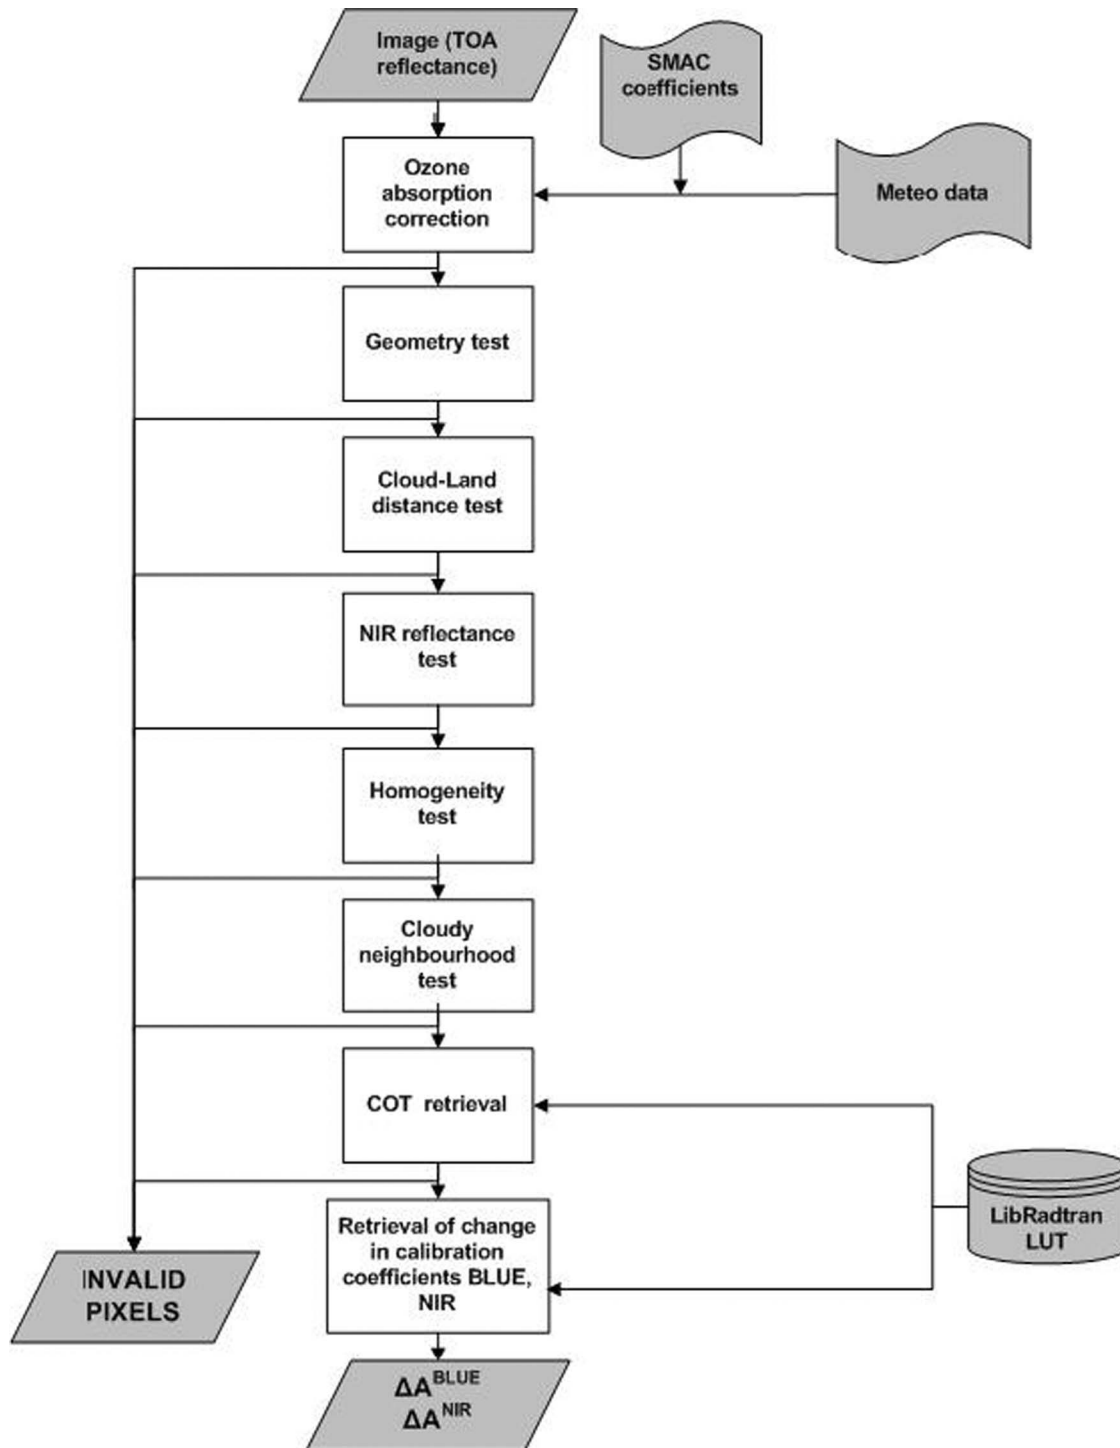 Image (TOA
reflectance)
SMAC
coefficients
Ozone
absorption
correction
Meteo data
Geometry test
Cloud-Land
distance test
NIR reflectance
test
Homogeneity
test
Cloudy
neighbourhood
test
COT retrieval
LibRadtran
LUT
Retrieval of change
in calibration
coefficients BLUE,
NIR
INVALID
PIXELS
ΔA^BLUE
ΔA^NIR